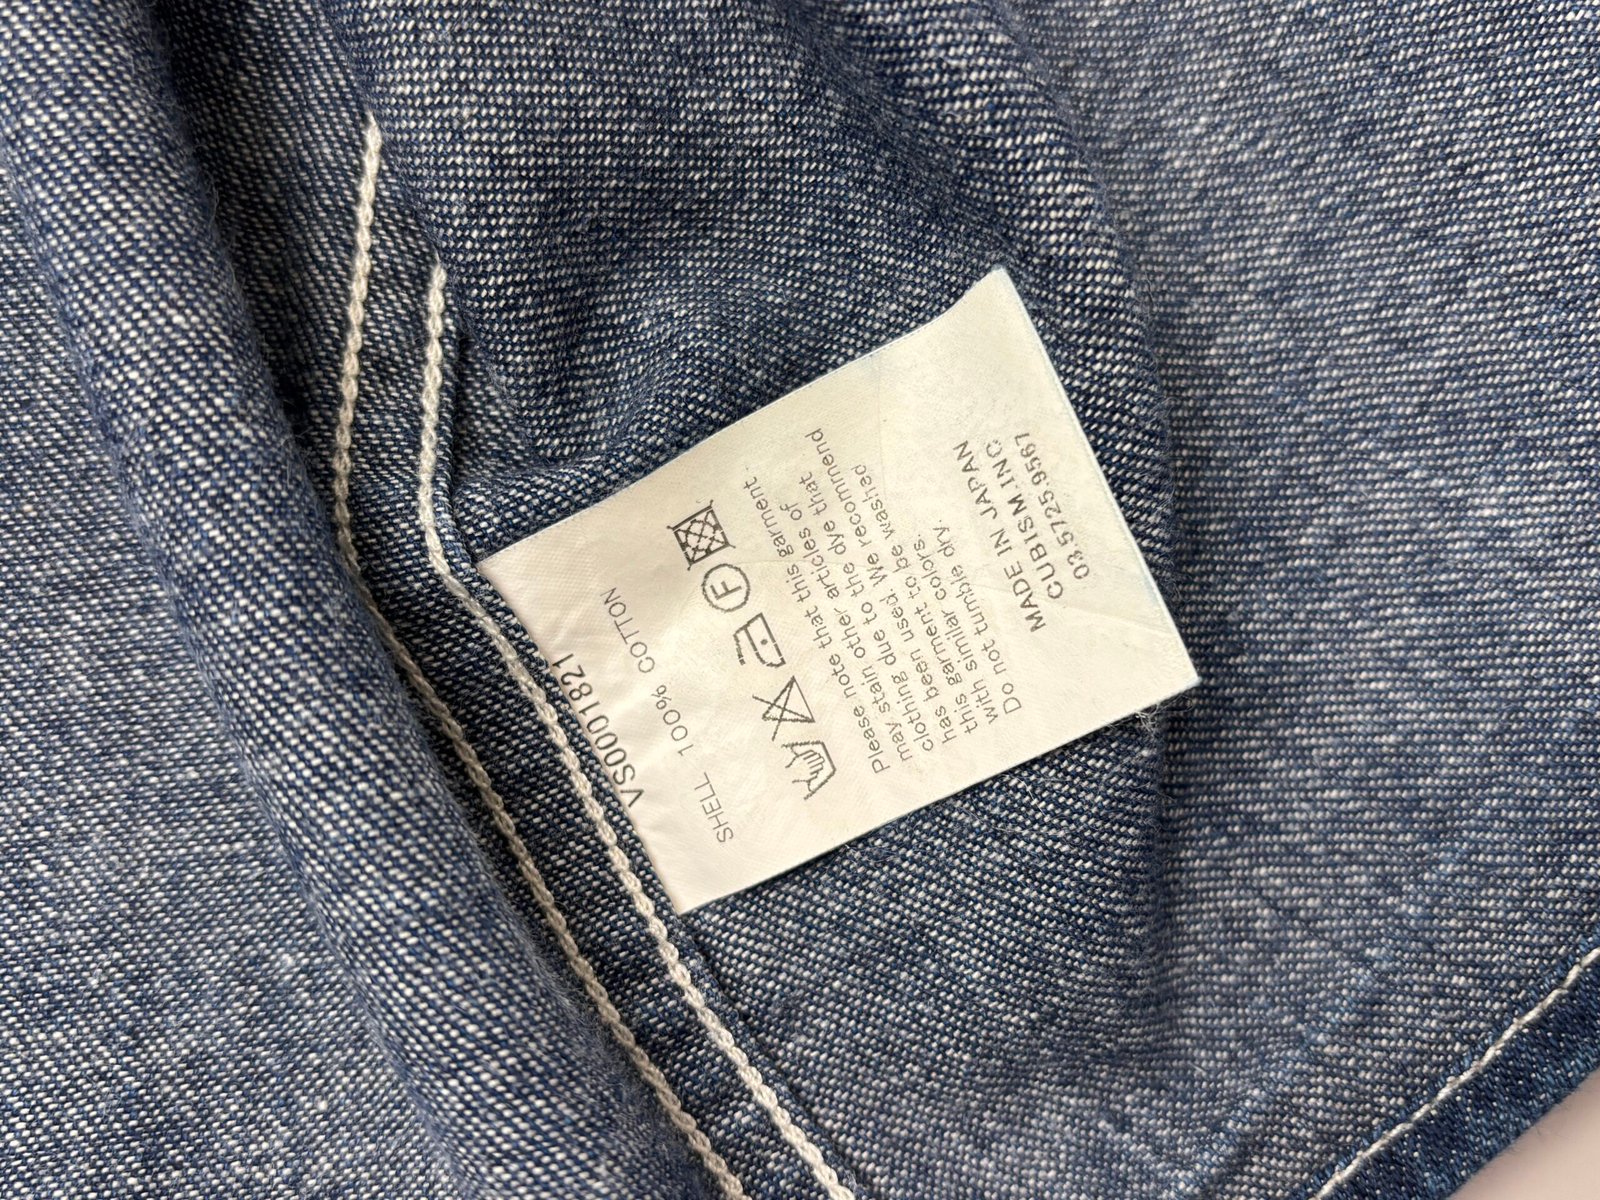 VS00001821
SHELL 100% COTTON
F
Please note that this garment
may stain other articles of
clothing due to the dye that
has been used. We recommend
this garment to be washed
with similar colors.
Do not tumble dry.
MADE IN JAPAN
CUBISM INC
03.5725.9567